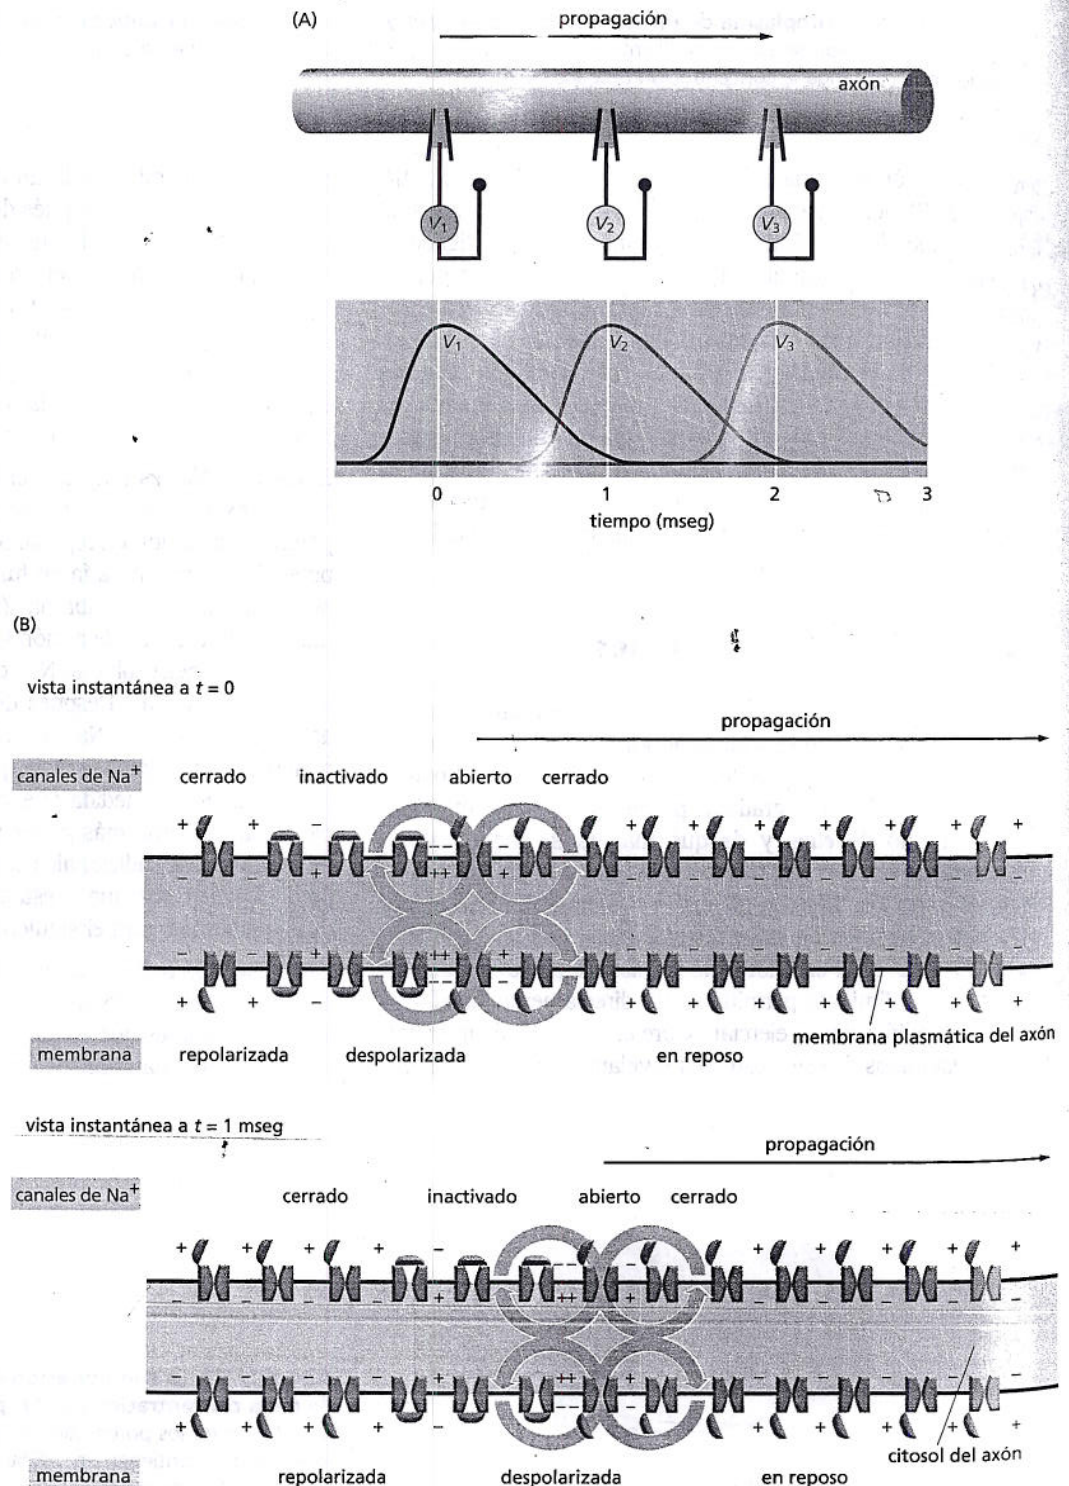 (A)
propagación
axón
V1 V2 V3
V1 V2 V3
0 1 2 3
tiempo (mseg)
(B)
vista instantánea a t = 0
propagación
canales de Na+ cerrado inactivado abierto cerrado
membrana plasmática del axón
membrana repolarizada despolarizada en reposo
vista instantánea a t = 1 mseg
propagación
canales de Na+ cerrado inactivado abierto cerrado
citosol del axón
membrana repolarizada despolarizada en reposo